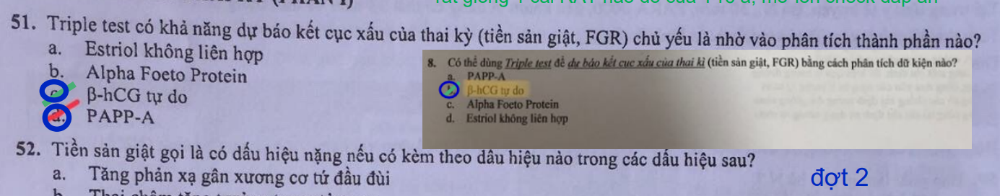 51. Triple test có khả năng dự báo kết cục xấu của thai kỳ (tiền sản giật, FGR) chủ yếu là nhờ vào phân tích thành phần nào?
a. Estriol không liên hợp
b. Alpha Foeto Protein
β-hCG tự do
d. PAPP-A
8. Có thể dùng Triple test để dự báo kết cục xấu của thai kì (tiền sản giật, FGR) bằng cách phân tích dữ kiện nào?
a. PAPP-A
β-hCG tự do
c. Alpha Foeto Protein
d. Estriol không liên hợp
52. Tiền sản giật gọi là có dấu hiệu nặng nếu có kèm theo dấu hiệu nào trong các dấu hiệu sau?
a. Tăng phản xạ gân xương cơ tứ đầu đùi
đợt 2